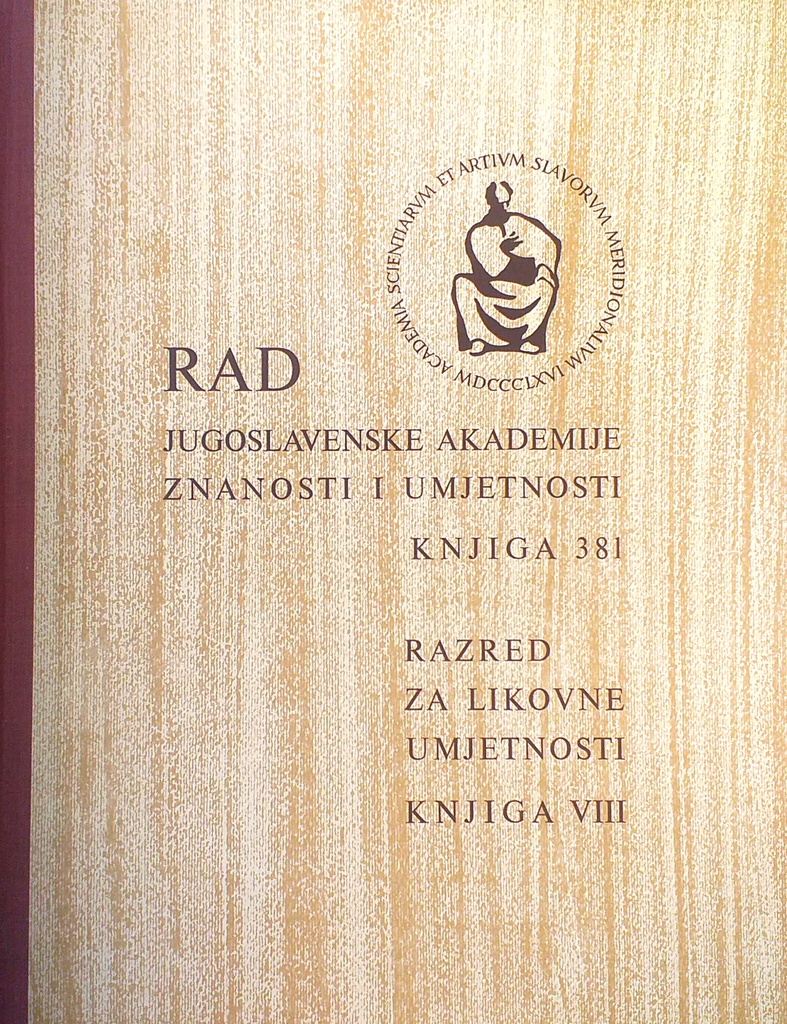 ACADEMIA SCIENTIARVM ET ARTIVM SLAVORVM MERIDIONALIVM MDCCCLXVI
RAD
JUGOSLAVENSKE AKADEMIJE
ZNANOSTI I UMJETNOSTI
KNJIGA 381
RAZRED
ZA LIKOVNE
UMJETNOSTI
KNJIGA VIII